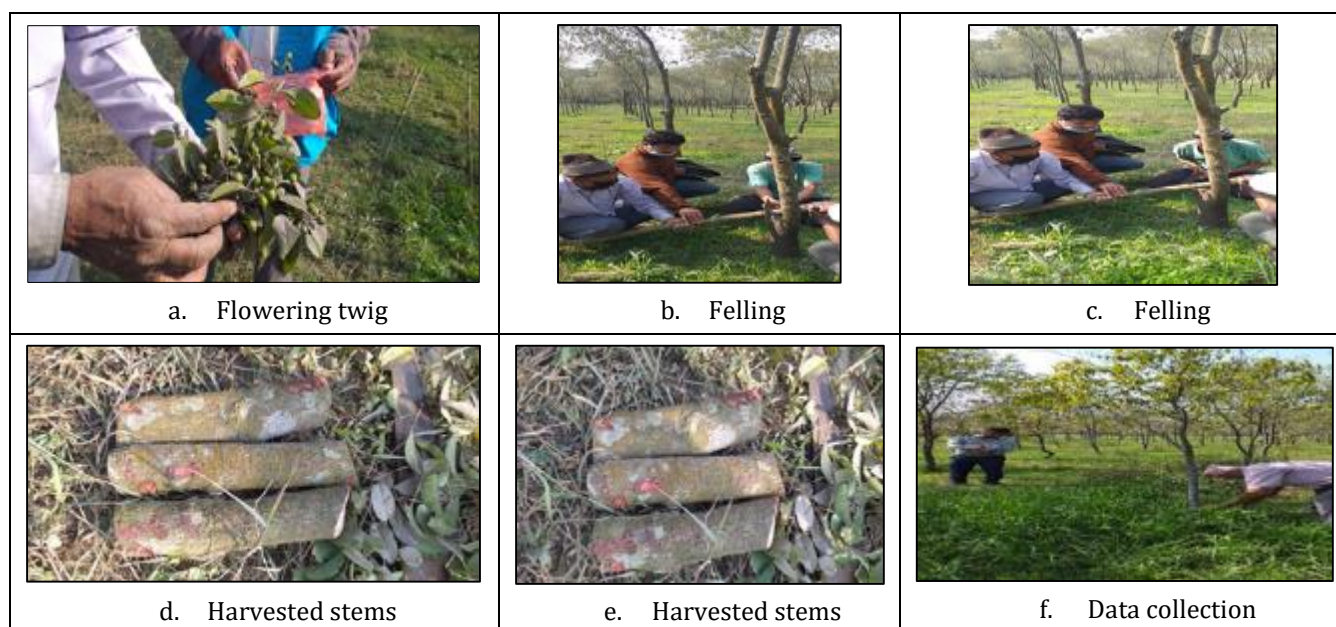 a. Flowering twig
b. Felling
c. Felling
d. Harvested stems
e. Harvested stems
f. Data collection